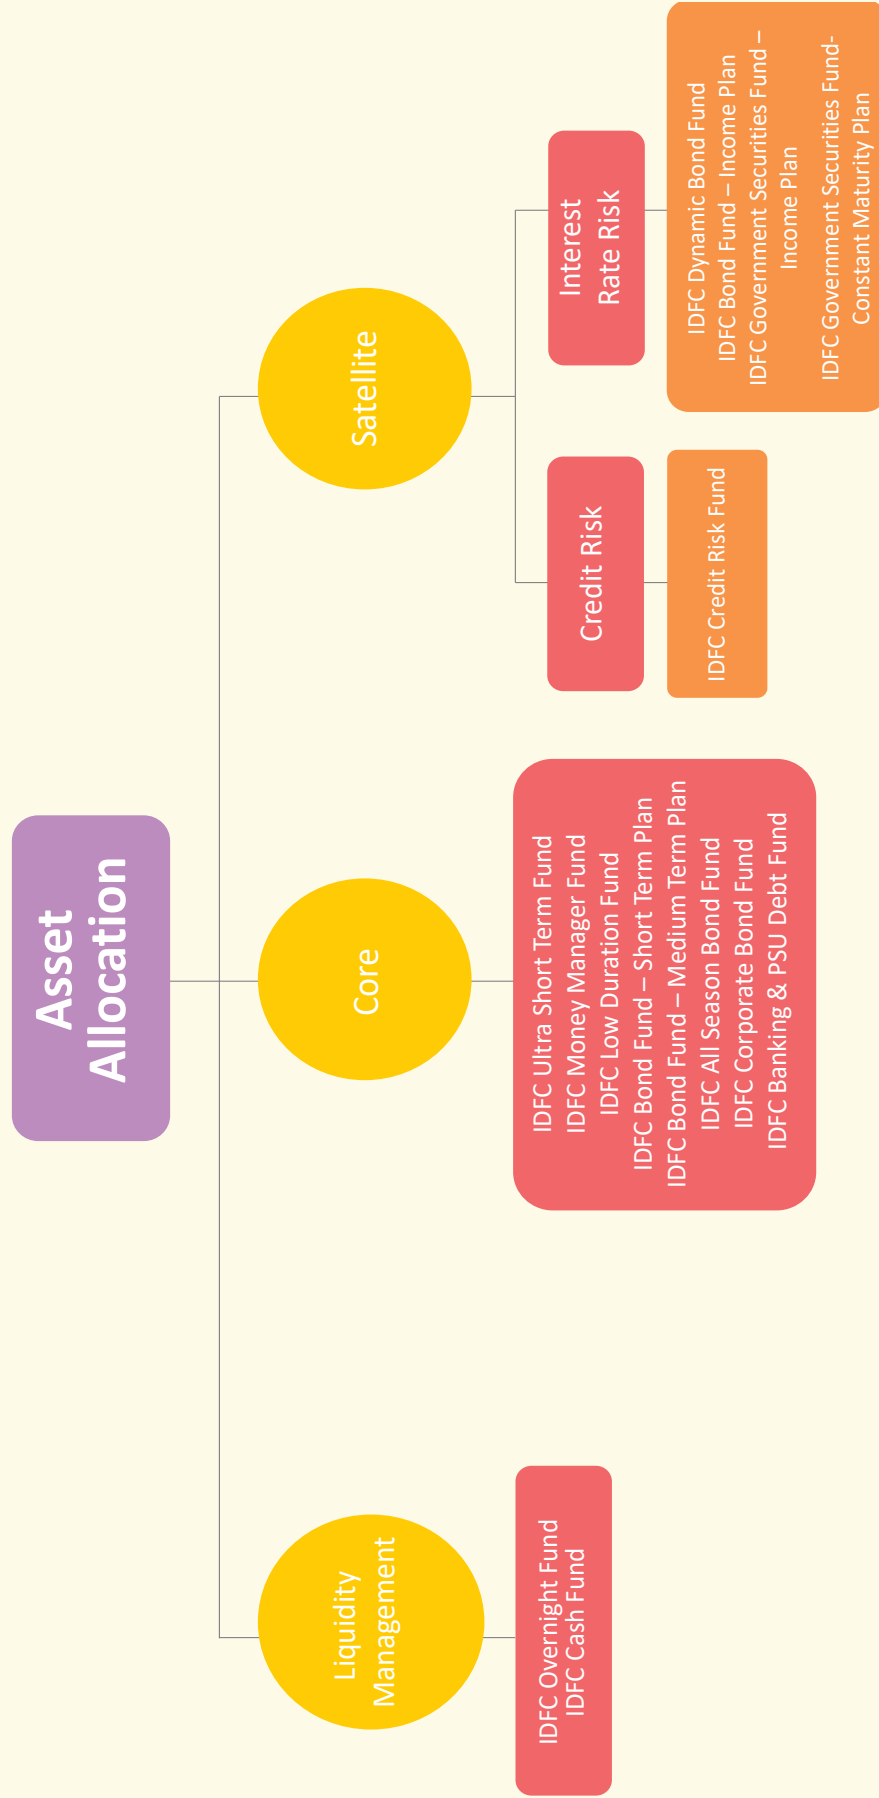 Asset
Allocation
Liquidity
Management
Core
Satellite
IDFC Overnight Fund
IDFC Cash Fund
IDFC Ultra Short Term Fund
IDFC Money Manager Fund
IDFC Low Duration Fund
IDFC Bond Fund – Short Term Plan
IDFC Bond Fund – Medium Term Plan
IDFC All Season Bond Fund
IDFC Corporate Bond Fund
IDFC Banking & PSU Debt Fund
Credit Risk
IDFC Credit Risk Fund
Interest
Rate Risk
IDFC Dynamic Bond Fund
IDFC Bond Fund – Income Plan
IDFC Government Securities Fund –
Income Plan
IDFC Government Securities Fund-
Constant Maturity Plan